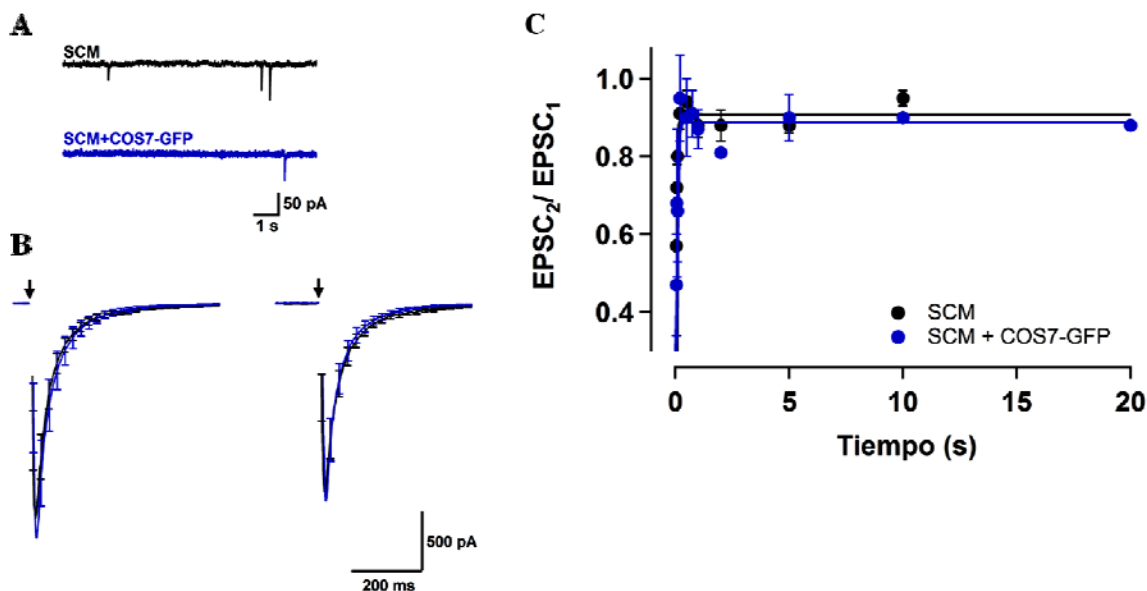 A
SCM
SCM+COS7-GFP
50 pA
1 s
B
500 pA
200 ms
C
EPSC₂/ EPSC₁
1.0
0.8
0.6
0.4
SCM
SCM + COS7-GFP
0 5 10 15 20
Tiempo (s)